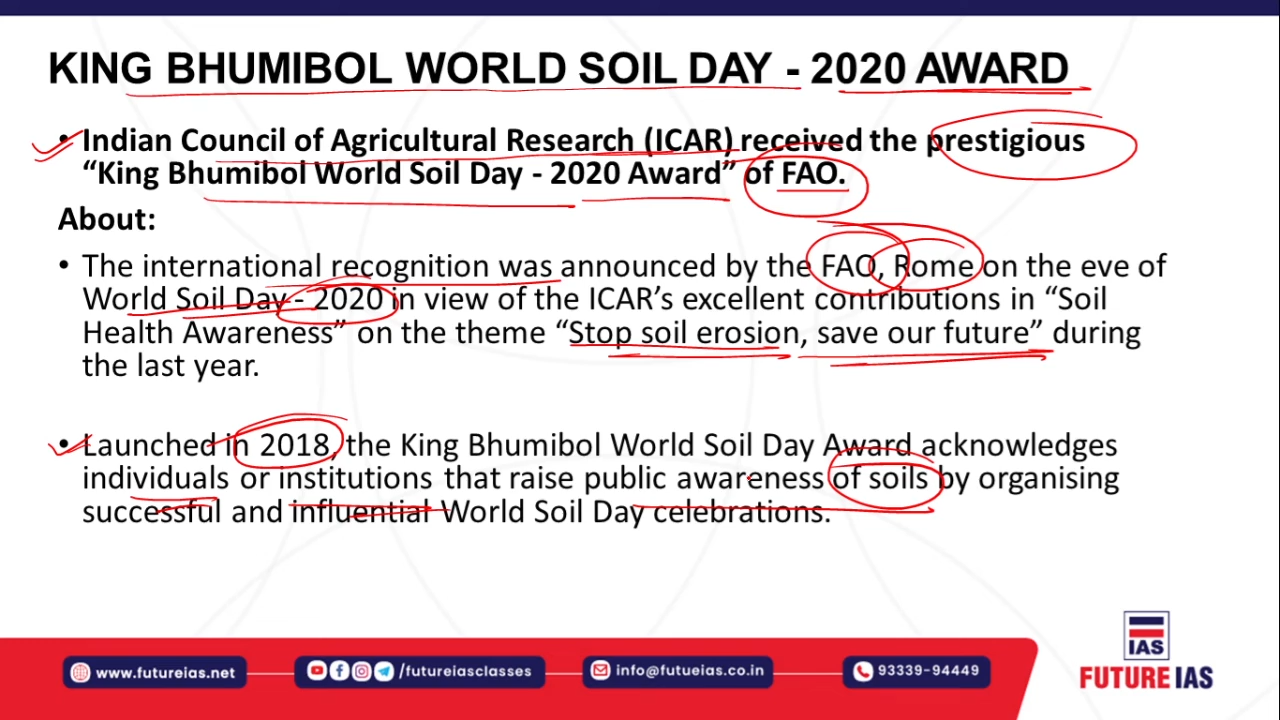 KING BHUMIBOL WORLD SOIL DAY - 2020 AWARD
• Indian Council of Agricultural Research (ICAR) received the prestigious
“King Bhumibol World Soil Day - 2020 Award” of FAO.
About:
• The international recognition was announced by the FAO, Rome on the eve of
World Soil Day - 2020 in view of the ICAR’s excellent contributions in “Soil
Health Awareness” on the theme “Stop soil erosion, save our future” during
the last year.
• Launched in 2018, the King Bhumibol World Soil Day Award acknowledges
individuals or institutions that raise public awareness of soils by organising
successful and influential World Soil Day celebrations.
www.futureias.net
/futureiasclasses
info@futueias.co.in
93339-94449
IAS
FUTURE IAS